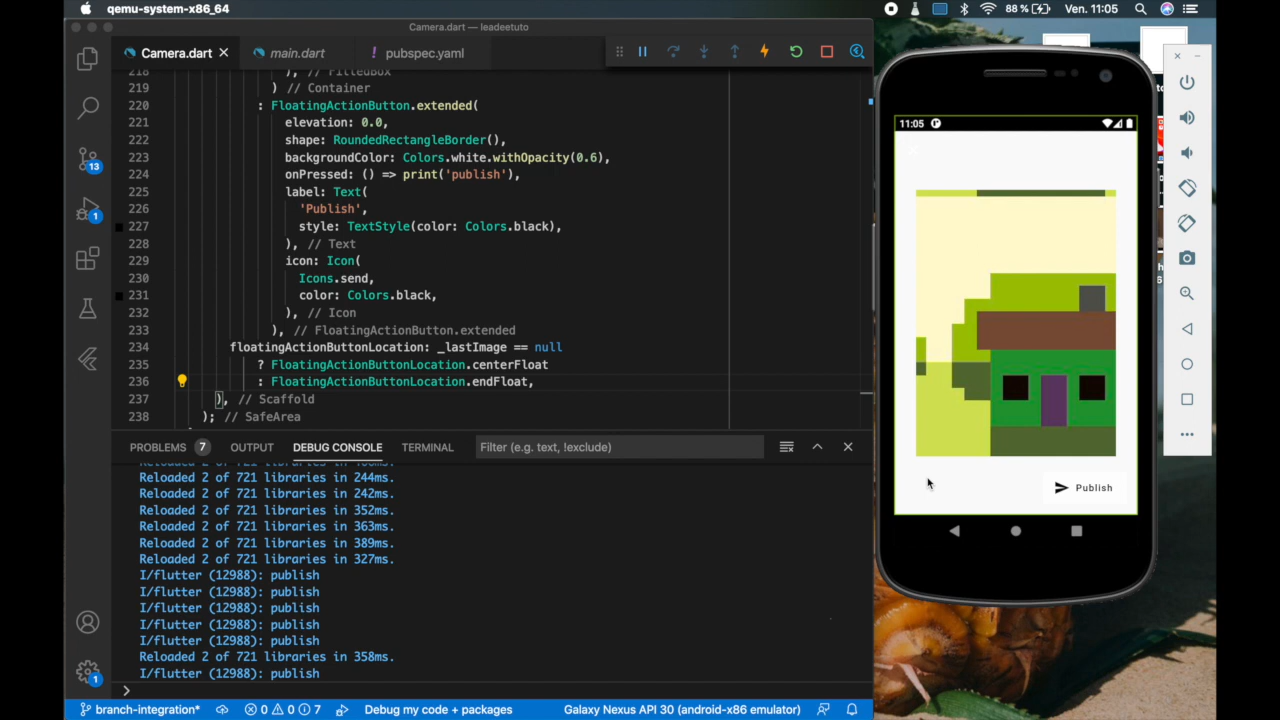 qemu-system-x86_64
88 %
Ven. 11:05
Camera.dart — leadeetuto
Camera.dart
main.dart
! pubspec.yaml
218 ), // FittedBox
219 ) // Container
220 : FloatingActionButton.extended(
221 elevation: 0.0,
222 shape: RoundedRectangleBorder(),
223 backgroundColor: Colors.white.withOpacity(0.6),
224 onPressed: () => print('publish'),
225 label: Text(
226 'Publish',
227 style: TextStyle(color: Colors.black),
228 ), // Text
229 icon: Icon(
230 Icons.send,
231 color: Colors.black,
232 ), // Icon
233 ), // FloatingActionButton.extended
234 floatingActionButtonLocation: _lastImage == null
235 ? FloatingActionButtonLocation.centerFloat
236 : FloatingActionButtonLocation.endFloat,
237 ), // Scaffold
238 ); // SafeArea
13
1
1
PROBLEMS 7 OUTPUT DEBUG CONSOLE TERMINAL Filter (e.g. text, !exclude)
Reloaded 2 of 721 libraries in 244ms.
Reloaded 2 of 721 libraries in 242ms.
Reloaded 2 of 721 libraries in 352ms.
Reloaded 2 of 721 libraries in 363ms.
Reloaded 2 of 721 libraries in 389ms.
Reloaded 2 of 721 libraries in 327ms.
I/flutter (12988): publish
I/flutter (12988): publish
I/flutter (12988): publish
I/flutter (12988): publish
I/flutter (12988): publish
Reloaded 2 of 721 libraries in 358ms.
I/flutter (12988): publish
branch-integration* 0 0 7 Debug my code + packages Galaxy Nexus API 30 (android-x86 emulator)
11:05
Publish